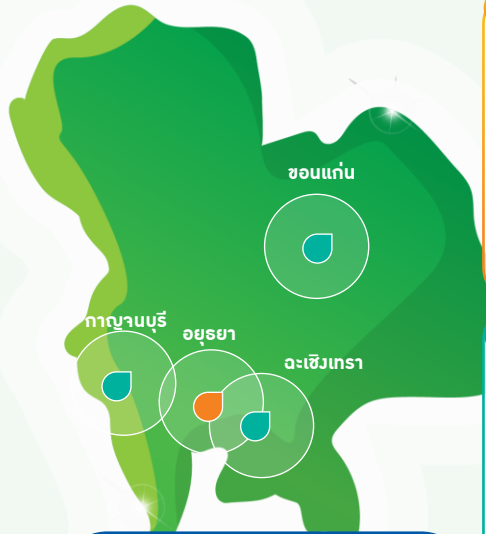 ขอนแก่น
กาญจนบุรี
อยุธยา
ฉะเชิงเทรา